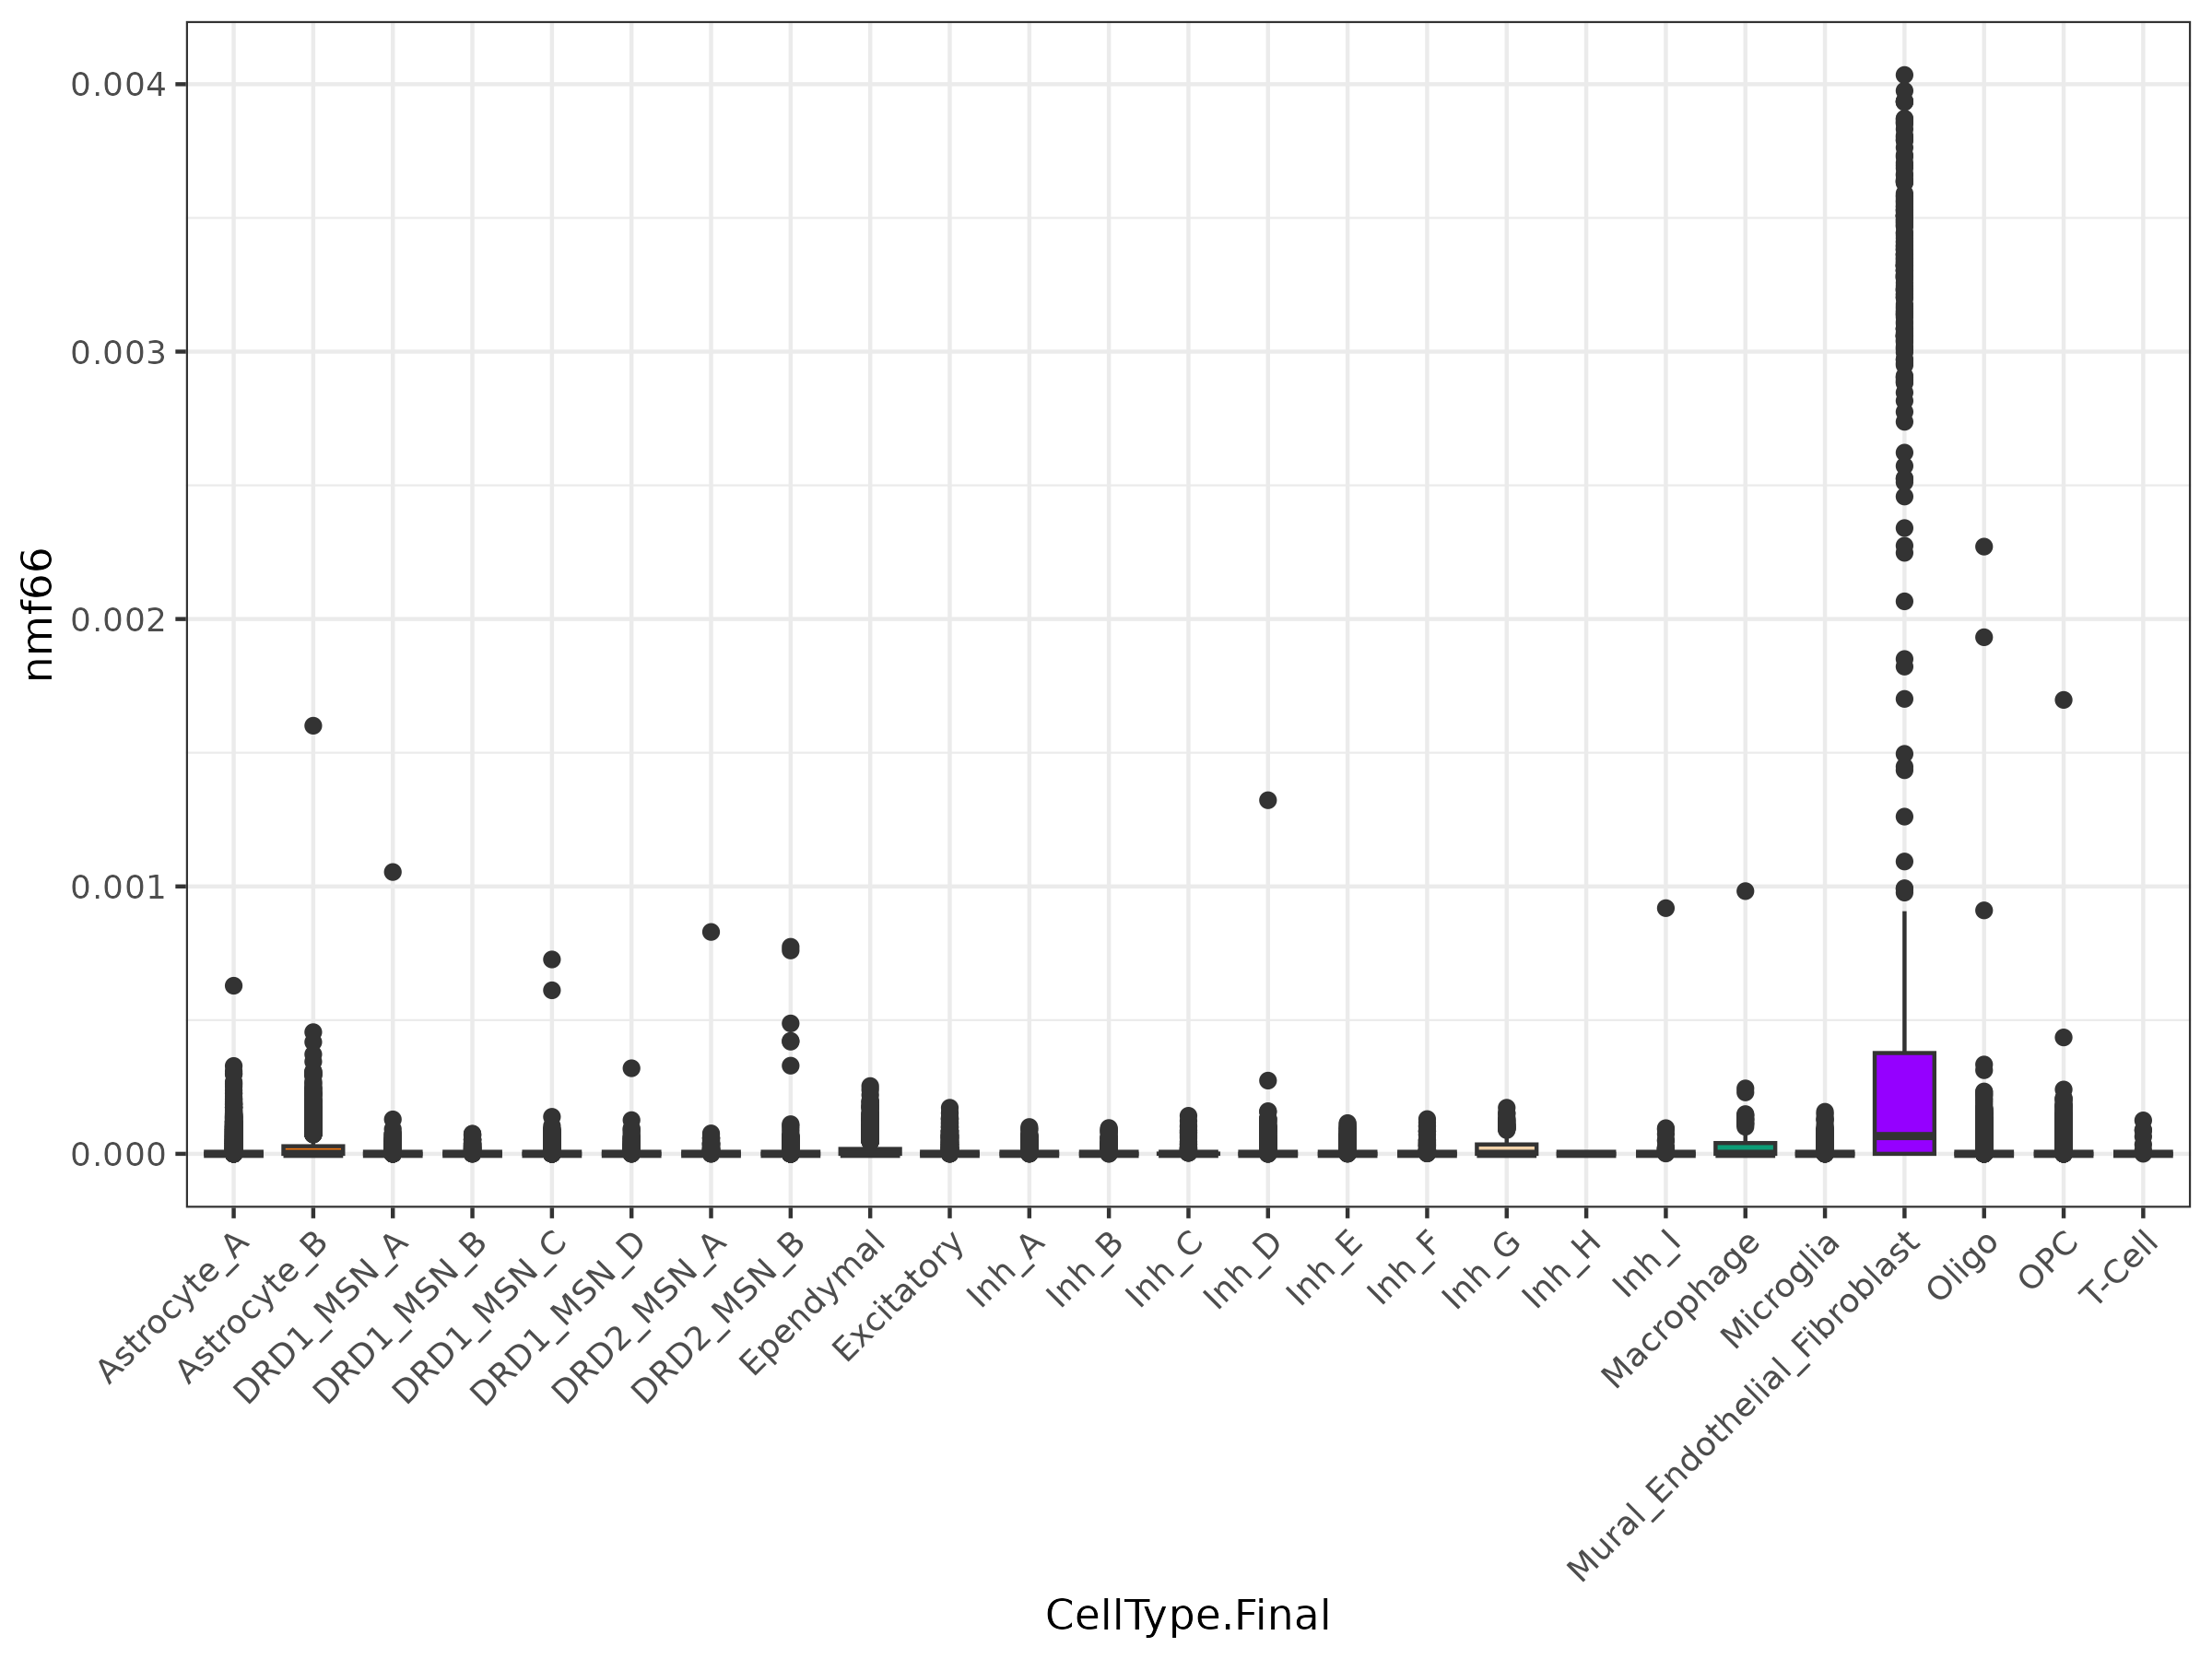 0.004
0.003
0.002
0.001
0.000
nmf66
Astrocyte_A
Astrocyte_B
DRD1_MSN_A
DRD1_MSN_B
DRD1_MSN_C
DRD1_MSN_D
DRD2_MSN_A
DRD2_MSN_B
Ependymal
Excitatory
Inh_A
Inh_B
Inh_C
Inh_D
Inh_E
Inh_F
Inh_G
Inh_H
Inh_I
Macrophage
Microglia
Mural_Endothelial_Fibroblast
Oligo
OPC
T-Cell
CellType.Final